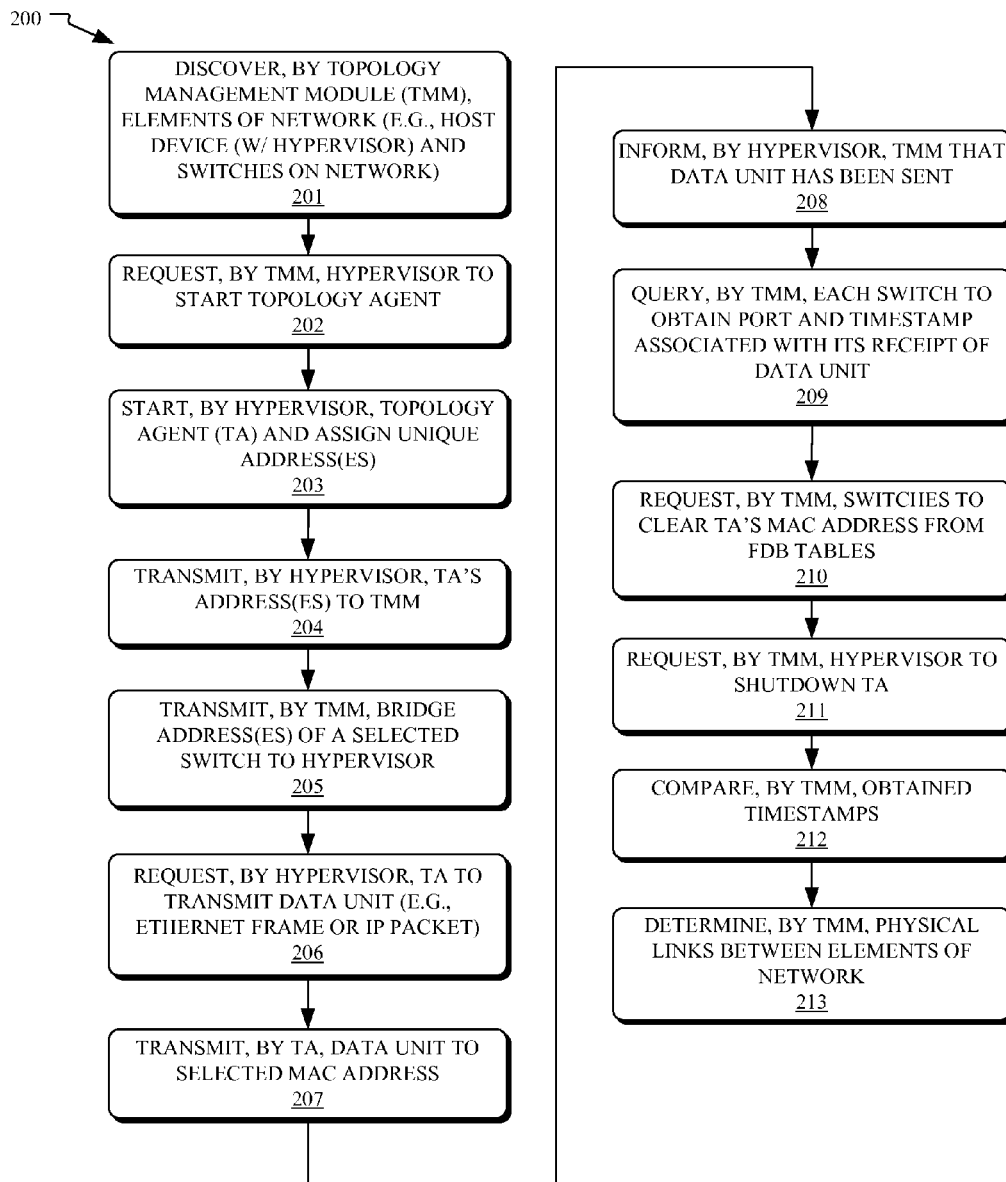 200
DISCOVER, BY TOPOLOGY
MANAGEMENT MODULE (TMM),
ELEMENTS OF NETWORK (E.G., HOST
DEVICE (W/ HYPERVISOR) AND
SWITCHES ON NETWORK)
201
REQUEST, BY TMM, HYPERVISOR TO
START TOPOLOGY AGENT
202
START, BY HYPERVISOR, TOPOLOGY
AGENT (TA) AND ASSIGN UNIQUE
ADDRESS(ES)
203
TRANSMIT, BY HYPERVISOR, TA'S
ADDRESS(ES) TO TMM
204
TRANSMIT, BY TMM, BRIDGE
ADDRESS(ES) OF A SELECTED
SWITCH TO HYPERVISOR
205
REQUEST, BY HYPERVISOR, TA TO
TRANSMIT DATA UNIT (E.G.,
ETHERNET FRAME OR IP PACKET)
206
TRANSMIT, BY TA, DATA UNIT TO
SELECTED MAC ADDRESS
207
INFORM, BY HYPERVISOR, TMM THAT
DATA UNIT HAS BEEN SENT
208
QUERY, BY TMM, EACH SWITCH TO
OBTAIN PORT AND TIMESTAMP
ASSOCIATED WITH ITS RECEIPT OF
DATA UNIT
209
REQUEST, BY TMM, SWITCHES TO
CLEAR TA'S MAC ADDRESS FROM
FDB TABLES
210
REQUEST, BY TMM, HYPERVISOR TO
SHUTDOWN TA
211
COMPARE, BY TMM, OBTAINED
TIMESTAMPS
212
DETERMINE, BY TMM, PHYSICAL
LINKS BETWEEN ELEMENTS OF
NETWORK
213